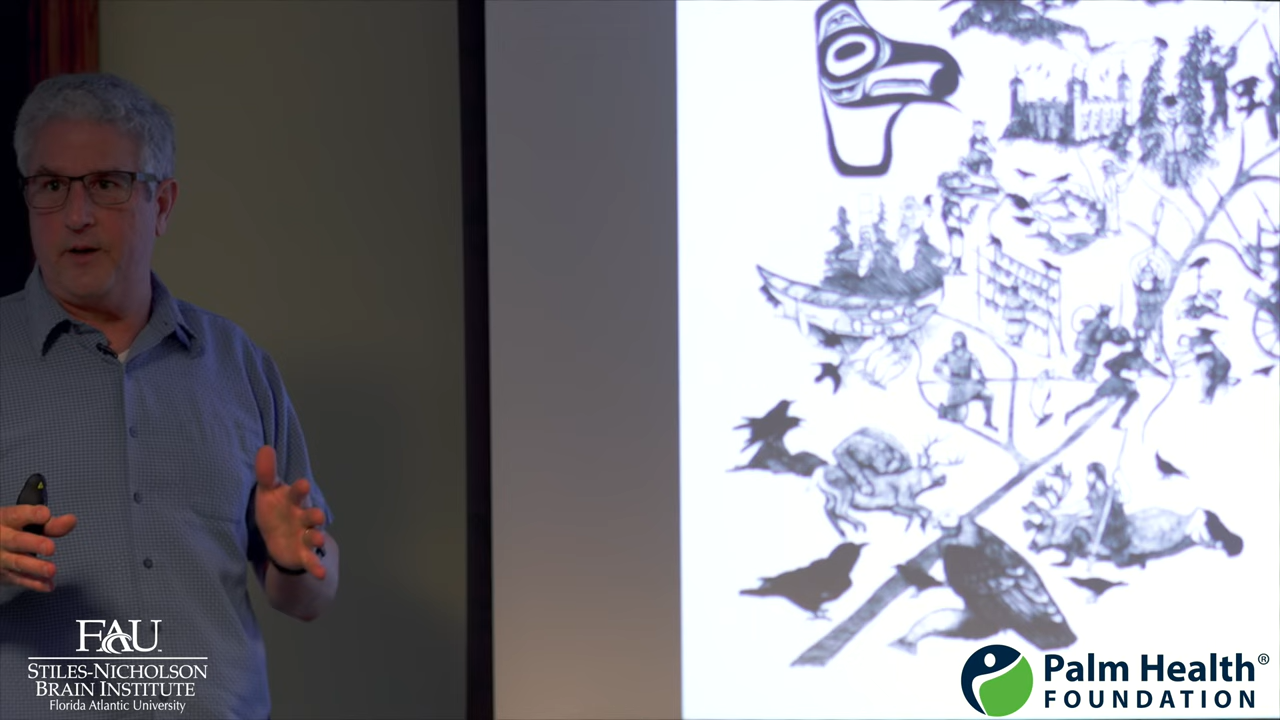 FAU
STILES-NICHOLSON
BRAIN INSTITUTE
Florida Atlantic University
Palm Health®
FOUNDATION